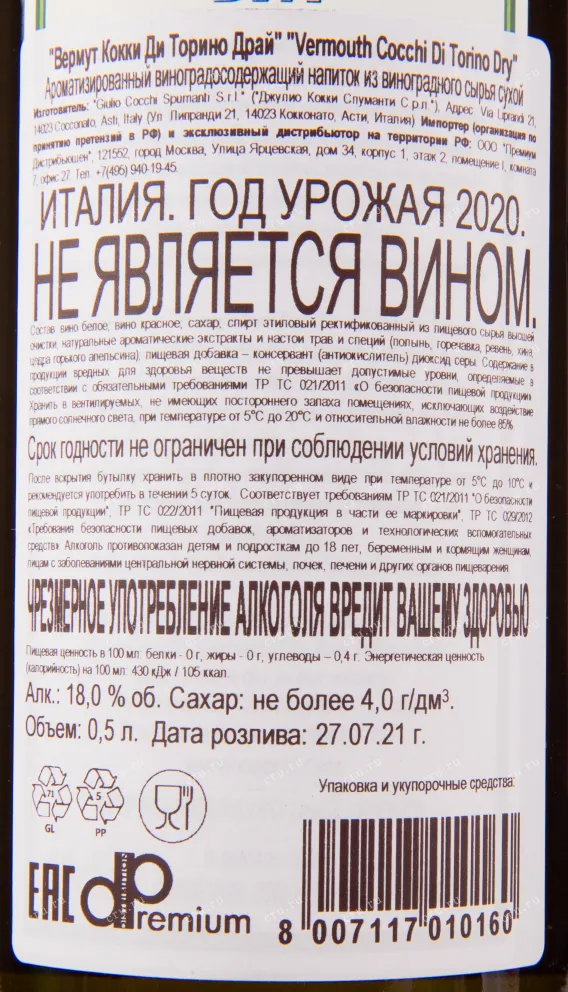 "Вермут Кокки Ди Торино Драй" "Vermouth Cocchi Di Torino Dry"
Ароматизированный виноградосодержащий напиток из виноградного сырья сухой
Изготовитель: "Giulio Cocchi Spumanti S.r.l." ("Джулио Кокки Спуманти С.р.л."), Адрес: Via Liprandi 21,
14023 Cocconato, Asti, Italy (Ул. Липранди 21, 14023 Кокконато, Асти, Италия) Импортер (организация по
принятию претензий в РФ) и эксклюзивный дистрибьютор на территории РФ: ООО "Премиум
Дистрибьюшен", 121552, город Москва, Улица Ярцевская, дом 34, корпус 1, этаж 2, помещение I, комната
7, офис 27. Тел. +7(495) 940-19-45.
ИТАЛИЯ. ГОД УРОЖАЯ 2020.
НЕ ЯВЛЯЕТСЯ ВИНОМ.
Состав: вино белое, вино красное, сахар, спирт этиловый ректификованный из пищевого сырья высшей
очистки, натуральные ароматические экстракты и настои трав и специй (полынь, горечавка, ревень, хина,
цедра горького апельсина), пищевая добавка – консервант (антиокислитель) диоксид серы. Содержание в
продукции вредных для здоровья веществ не превышает допустимые уровни, определяемые в
соответствии с обязательными требованиями ТР ТС 021/2011 «О безопасности пищевой продукции»
Хранить в вентилируемых, не имеющих постороннего запаха помещениях, исключающих воздействие
прямого солнечного света, при температуре от 5°C до 20°C и относительной влажности не более 85%.
Срок годности не ограничен при соблюдении условий хранения.
После вскрытия бутылку хранить в плотно закупоренном виде при температуре от 5°C до 10°C и
рекомендуется употребить в течении 5 суток. Соответствует требованиям ТР ТС 021/2011 "О безопасности
пищевой продукции", ТР ТС 022/2011 "Пищевая продукция в части ее маркировки", ТР ТС 029/2012
«Требования безопасности пищевых добавок, ароматизаторов и технологических вспомогательных
средств» Алкоголь противопоказан детям и подросткам до 18 лет, беременным и кормящим женщинам,
лицам с заболеваниями центральной нервной системы, почек, печени и других органов пищеварения.
ЧРЕЗМЕРНОЕ УПОТРЕБЛЕНИЕ АЛКОГОЛЯ ВРЕДИТ ВАШЕМУ ЗДОРОВЬЮ
Пищевая ценность в 100 мл: белки - 0 г, жиры - 0 г, углеводы – 0,4 г. Энергетическая ценность
(калорийность) на 100 мл: 430 кДж / 105 ккал.
Алк.: 18,0 % об. Сахар: не более 4,0 г/дм³.
Объем: 0,5 л. Дата розлива: 27.07.21 г.
Упаковка и укупорочные средства:
71 5
GL PP
EAC dp Premium
DISTRIBUTION
8 007117 010160